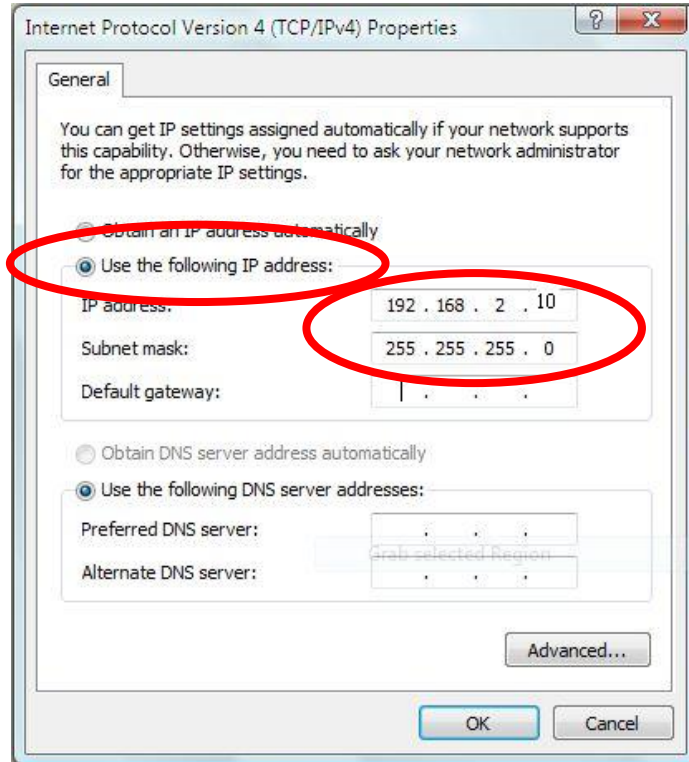 Internet Protocol Version 4 (TCP/IPv4) Properties
?
X
General
You can get IP settings assigned automatically if your network supports
this capability. Otherwise, you need to ask your network administrator
for the appropriate IP settings.
Obtain an IP address automatically
Use the following IP address:
IP address: 192 . 168 . 2 . 10
Subnet mask: 255 . 255 . 255 . 0
Default gateway: . . .
Obtain DNS server address automatically
Use the following DNS server addresses:
Preferred DNS server: . . .
Grab selected Region
Alternate DNS server: . . .
Advanced...
OK Cancel